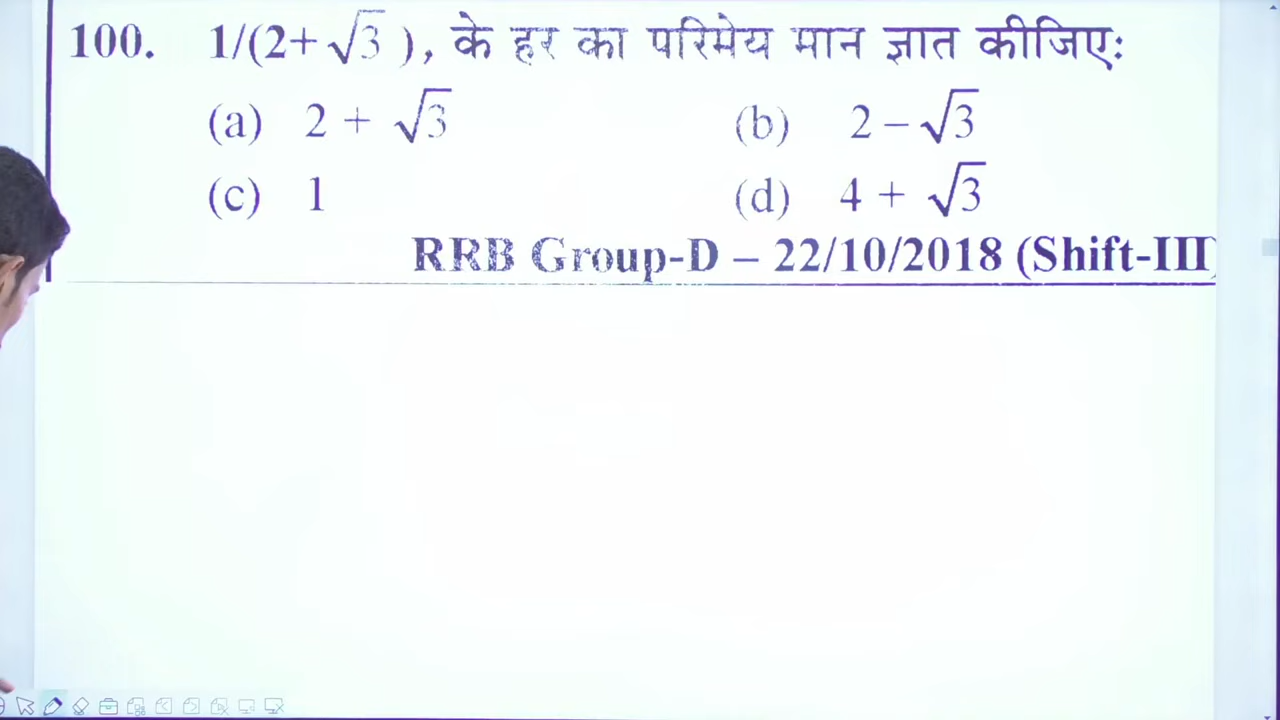 100. 1/(2+ √3 ), के हर का परिमेय मान ज्ञात कीजिए:
(a) 2 + √3 (b) 2 – √3
(c) 1 (d) 4 + √3
RRB Group-D – 22/10/2018 (Shift-III)